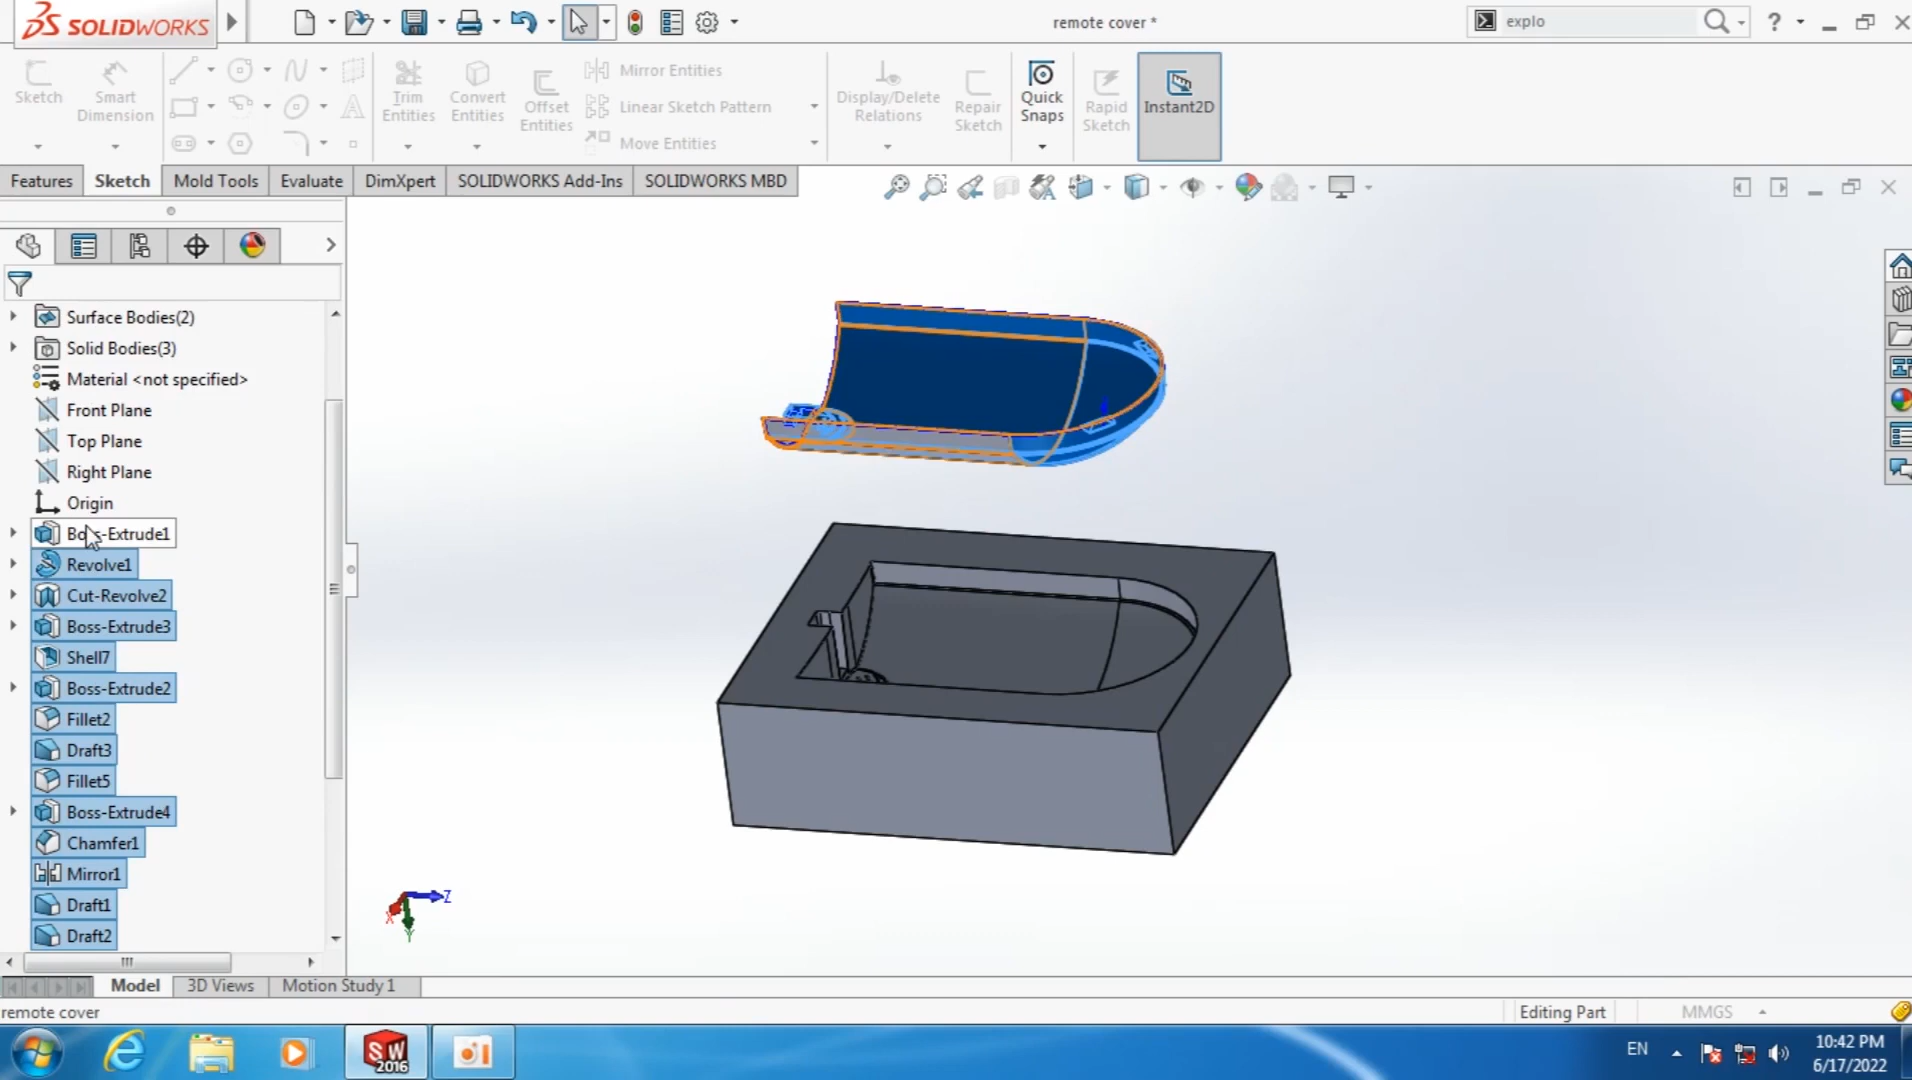 SOLIDWORKS
remote cover *
explo
?
Sketch
Smart
Dimension
Trim
Entities
Convert
Entities
Offset
Entities
Mirror Entities
Linear Sketch Pattern
Move Entities
Display/Delete
Relations
Repair
Sketch
Quick
Snaps
Rapid
Sketch
Instant2D
Features
Sketch
Mold Tools
Evaluate
DimXpert
SOLIDWORKS Add-Ins
SOLIDWORKS MBD
Surface Bodies(2)
Solid Bodies(3)
Material <not specified>
Front Plane
Top Plane
Right Plane
Origin
Boss-Extrude1
Revolve1
Cut-Revolve2
Boss-Extrude3
Shell7
Boss-Extrude2
Fillet2
Draft3
Fillet5
Boss-Extrude4
Chamfer1
Mirror1
Draft1
Draft2
Z
X
Y
Model
3D Views
Motion Study 1
remote cover
Editing Part
MMGS
SW
2016
EN
10:42 PM
6/17/2022